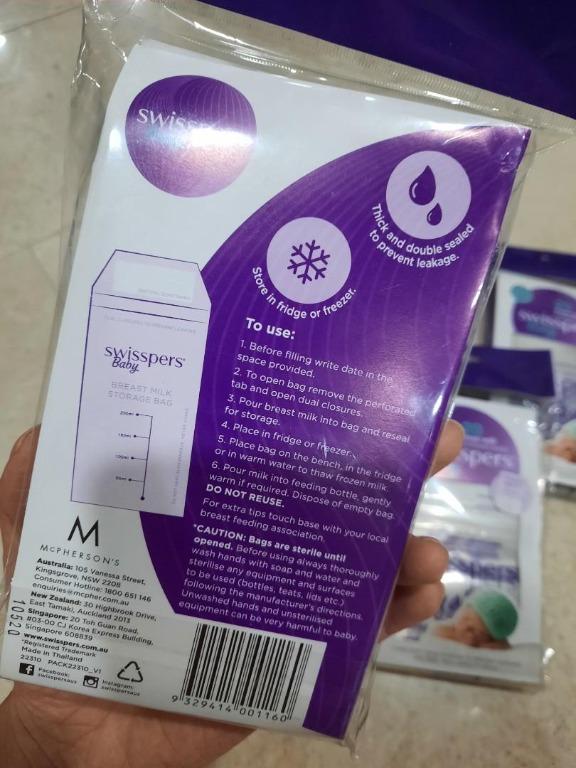 swisspers
Thick and double sealed
to prevent leakage.
Store in fridge or freezer.
swisspers®
Baby
BREAST MILK
STORAGE BAG
To use:
1. Before filling write date in the
space provided.
2. To open bag remove the perforated
tab and open dual closures.
3. Pour breast milk into bag and reseal
for storage.
4. Place in fridge or freezer.
5. Place bag on the bench, in the fridge
or in warm water to thaw frozen milk.
6. Pour milk into feeding bottle, gently
warm if required. Dispose of empty bag.
DO NOT REUSE.
For extra tips touch base with your local
breast feeding association.
*CAUTION: Bags are sterile until
opened. Before using always thoroughly
wash hands with soap and water and
sterilise any equipment and surfaces
to be used (bottles, teats, lids etc.)
following the manufacturer's directions.
Unwashed hands and unsterilised
equipment can be very harmful to baby.
M
McPHERSON'S
Australia: 105 Vanessa Street,
Kingsgrove, NSW 2208
Consumer Hotline: 1800 651 146
enquiries@mcpher.com.au
New Zealand: 30 Highbrook Drive,
East Tamaki, Auckland 2013
Singapore: 20 Toh Guan Road,
#03-00 CJ Korea Express Building,
Singapore 608839
www.swisspers.com.au
*Registered Trademark
Made in Thailand
22310 PACK22310_V1
Facebook:
swisspersaus
Instagram:
swisspersaus
10520
9 329414 001160
swisspers